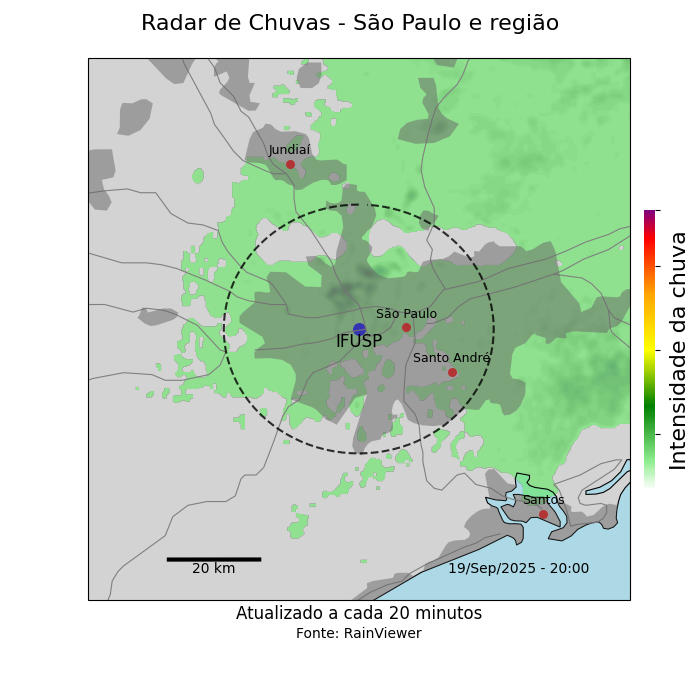 Radar de Chuvas - São Paulo e região
Jundiaí
São Paulo
IFUSP
Santo André
Santos
20 km
19/Sep/2025 - 20:00
Intensidade da chuva
Atualizado a cada 20 minutos
Fonte: RainViewer